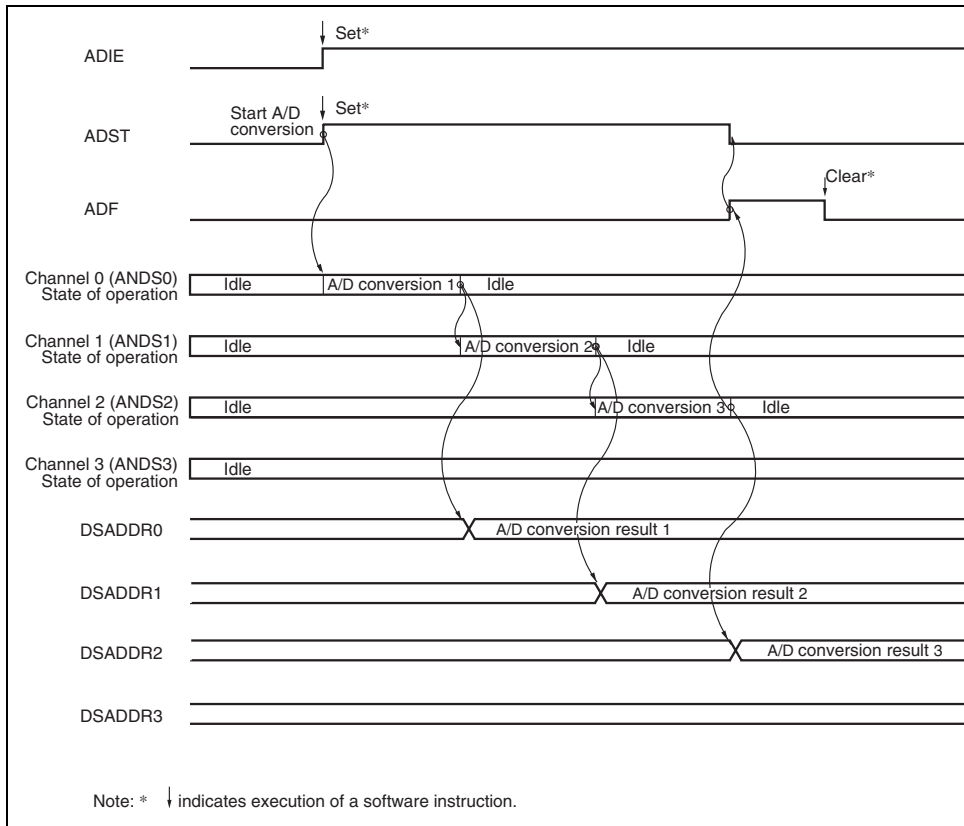 Set*
ADIE
Start A/D
conversion
Set*
ADST
Clear*
ADF
Channel 0 (ANDS0)
State of operation
Idle
A/D conversion 1
Idle
Channel 1 (ANDS1)
State of operation
Idle
A/D conversion 2
Idle
Channel 2 (ANDS2)
State of operation
Idle
A/D conversion 3
Idle
Channel 3 (ANDS3)
State of operation
Idle
DSADDR0
A/D conversion result 1
DSADDR1
A/D conversion result 2
DSADDR2
A/D conversion result 3
DSADDR3
Note: * ↓ indicates execution of a software instruction.